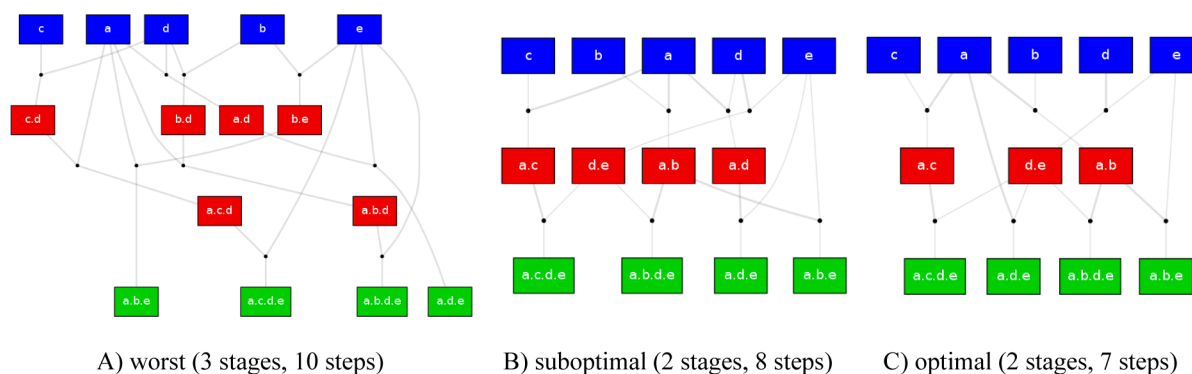 c a d b e
c.d b.d a.d b.e
a.c.d a.b.d
a.b.e a.c.d.e a.b.d.e a.d.e
A) worst (3 stages, 10 steps)
c b a d e
a.c d.e a.b a.d
a.c.d.e a.b.d.e a.d.e a.b.e
B) suboptimal (2 stages, 8 steps)
c a b d e
a.c d.e a.b
a.c.d.e a.d.e a.b.d.e a.b.e
C) optimal (2 stages, 7 steps)